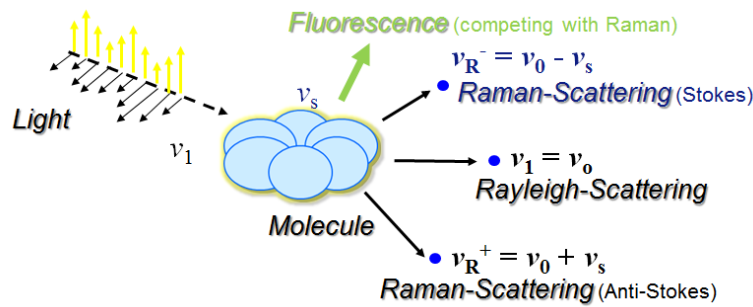 Fluorescence (competing with Raman)
v_R^- = v_0 - v_s
Raman-Scattering (Stokes)
Light
v_s
v_1
v_1 = v_o
Rayleigh-Scattering
Molecule
v_R^+ = v_0 + v_s
Raman-Scattering (Anti-Stokes)